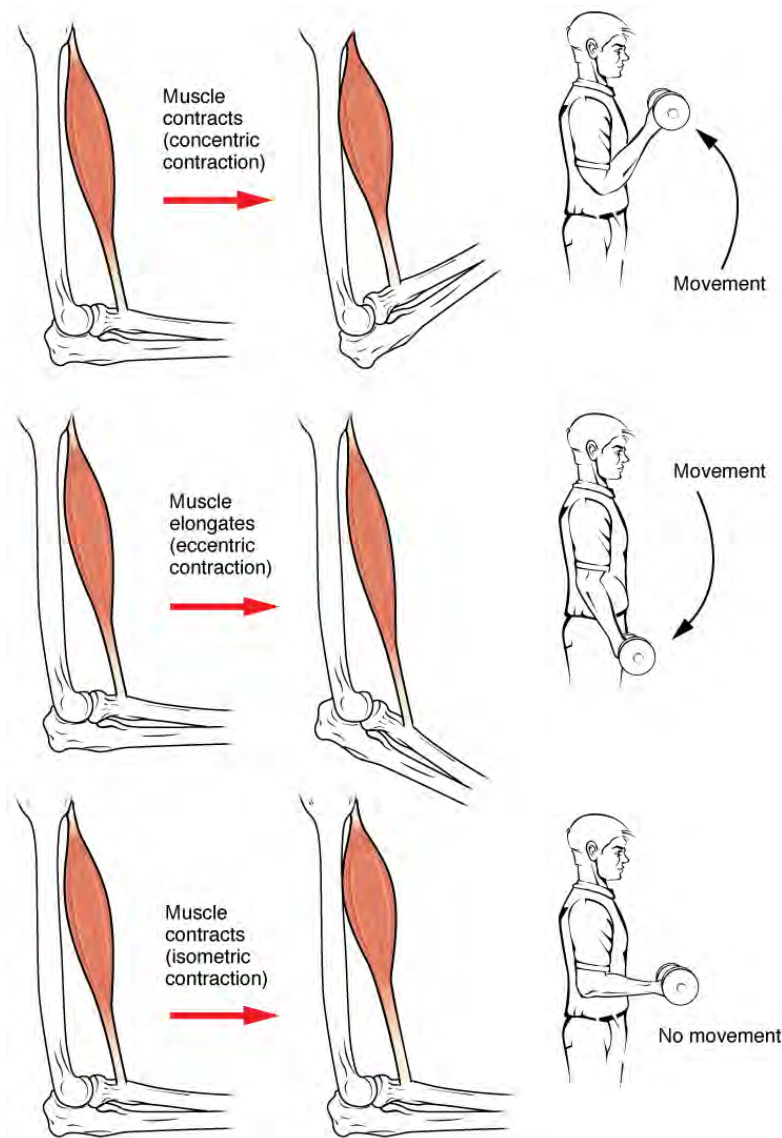 Muscle
contracts
(concentric
contraction)
Movement
Muscle
elongates
(eccentric
contraction)
Movement
Muscle
contracts
(isometric
contraction)
No movement